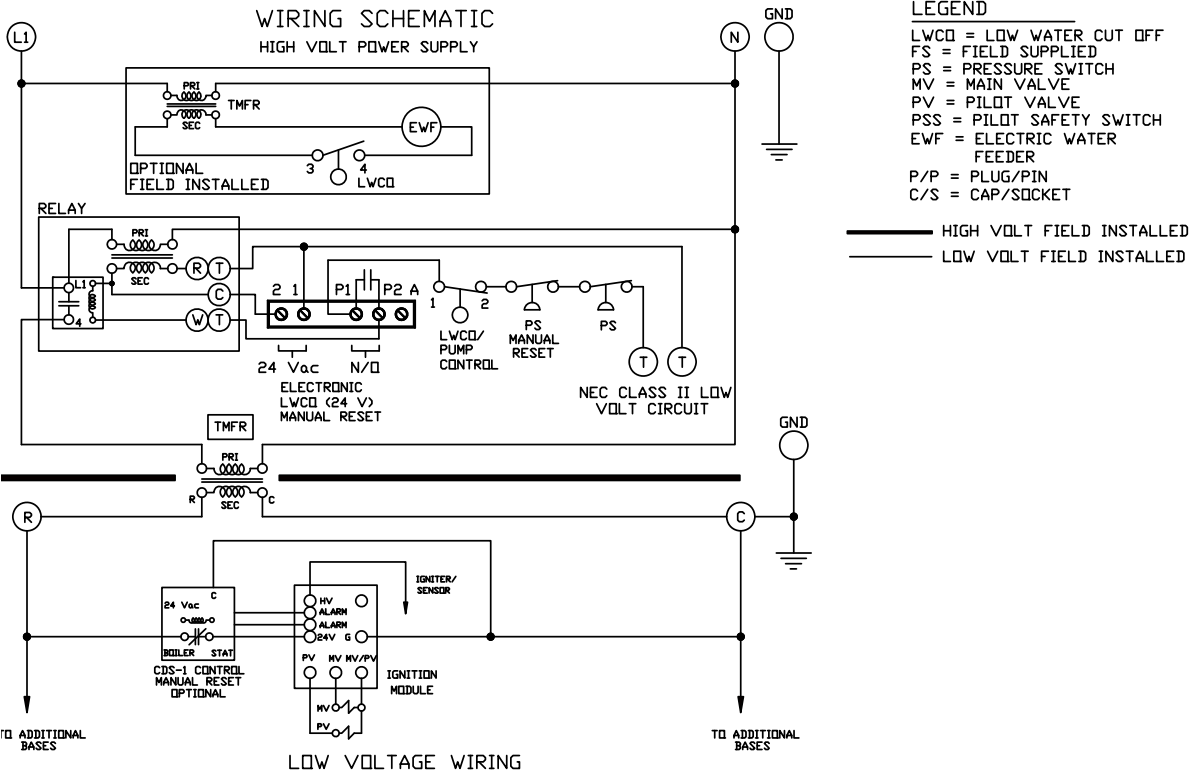 WIRING SCHEMATIC
HIGH VOLT POWER SUPPLY
L1
N
GND
LEGEND
LWCO = LOW WATER CUT OFF
FS = FIELD SUPPLIED
PS = PRESSURE SWITCH
MV = MAIN VALVE
PV = PILOT VALVE
PSS = PILOT SAFETY SWITCH
EWF = ELECTRIC WATER
FEEDER
P/P = PLUG/PIN
C/S = CAP/SOCKET
HIGH VOLT FIELD INSTALLED
LOW VOLT FIELD INSTALLED
PRI
TMFR
SEC
EWF
OPTIONAL
FIELD INSTALLED
3
4
LWCO
RELAY
PRI
SEC
R
T
L1
C
4
W
T
2 1
P1
P2 A
1
2
24 Vac
N/O
ELECTRONIC
LWCO (24 V)
MANUAL RESET
LWCO/
PUMP
CONTROL
PS
MANUAL
RESET
PS
T
T
NEC CLASS II LOW
VOLT CIRCUIT
TMFR
PRI
R
SEC
C
GND
R
C
C
24 Vac
BOILER
STAT
CDS-1 CONTROL
MANUAL RESET
OPTIONAL
IGNITER/
SENSOR
HV
ALARM
ALARM
24V
G
PV
MV
MV/PV
IGNITION
MODULE
MV
PV
TO ADDITIONAL
BASES
TO ADDITIONAL
BASES
LOW VOLTAGE WIRING